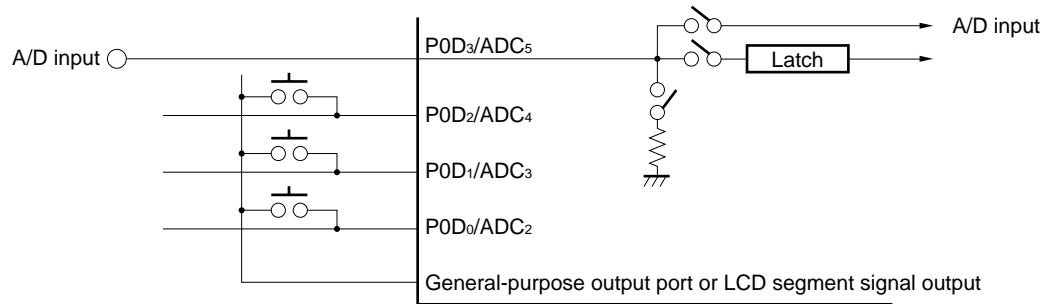 A/D input
P0D3/ADC5
A/D input
Latch
P0D2/ADC4
P0D1/ADC3
P0D0/ADC2
General-purpose output port or LCD segment signal output